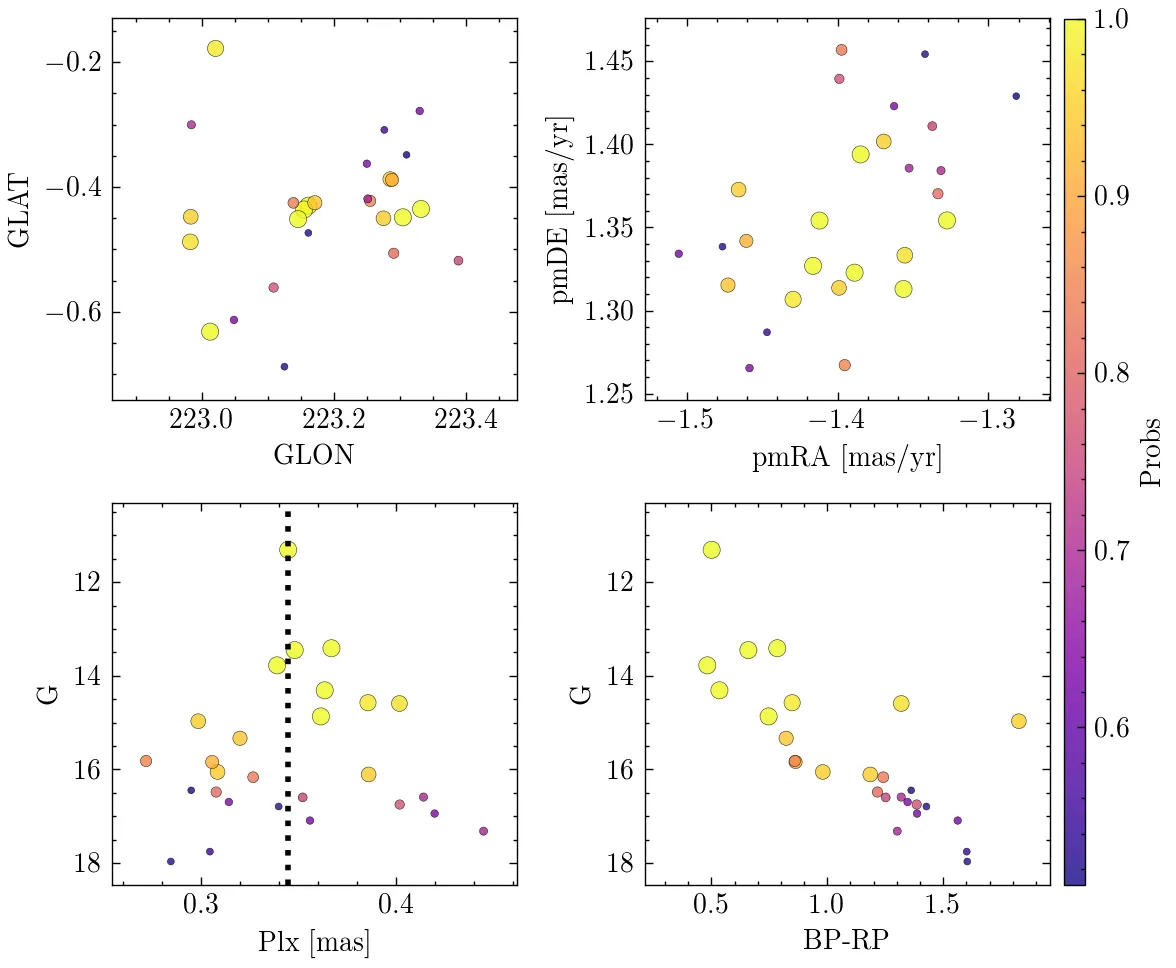 −0.2
−0.4
−0.6
GLAT
223.0 223.2 223.4
GLON
1.45
1.40
1.35
1.30
1.25
pmDE [mas/yr]
−1.5 −1.4 −1.3
pmRA [mas/yr]
12
14
16
18
G
0.3 0.4
Plx [mas]
12
14
16
18
G
0.5 1.0 1.5
BP-RP
1.0
0.9
0.8
0.7
0.6
Probs